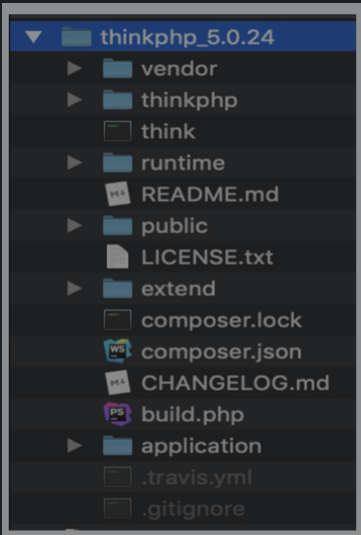 thinkphp_5.0.24
vendor
thinkphp
think
runtime
README.md
public
LICENSE.txt
extend
composer.lock
composer.json
CHANGELOG.md
build.php
application
.travis.yml
.gitignore